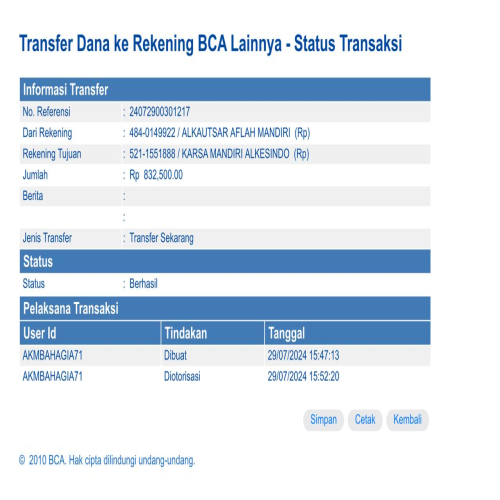 Transfer Dana ke Rekening BCA Lainnya - Status Transaksi
Informasi Transfer
No. Referensi : 24072900301217
Dari Rekening : 484-0149922 / ALKAUTSAR AFLAH MANDIRI (Rp)
Rekening Tujuan : 521-1551888 / KARSA MANDIRI ALKESINDO (Rp)
Jumlah : Rp 832,500.00
Berita :
:
Jenis Transfer : Transfer Sekarang
Status
Status : Berhasil
Pelaksana Transaksi
User Id Tindakan Tanggal
AKMBAHAGIA71 Dibuat 29/07/2024 15:47:13
AKMBAHAGIA71 Diotorisasi 29/07/2024 15:52:20
Simpan Cetak Kembali
© 2010 BCA. Hak cipta dilindungi undang-undang.